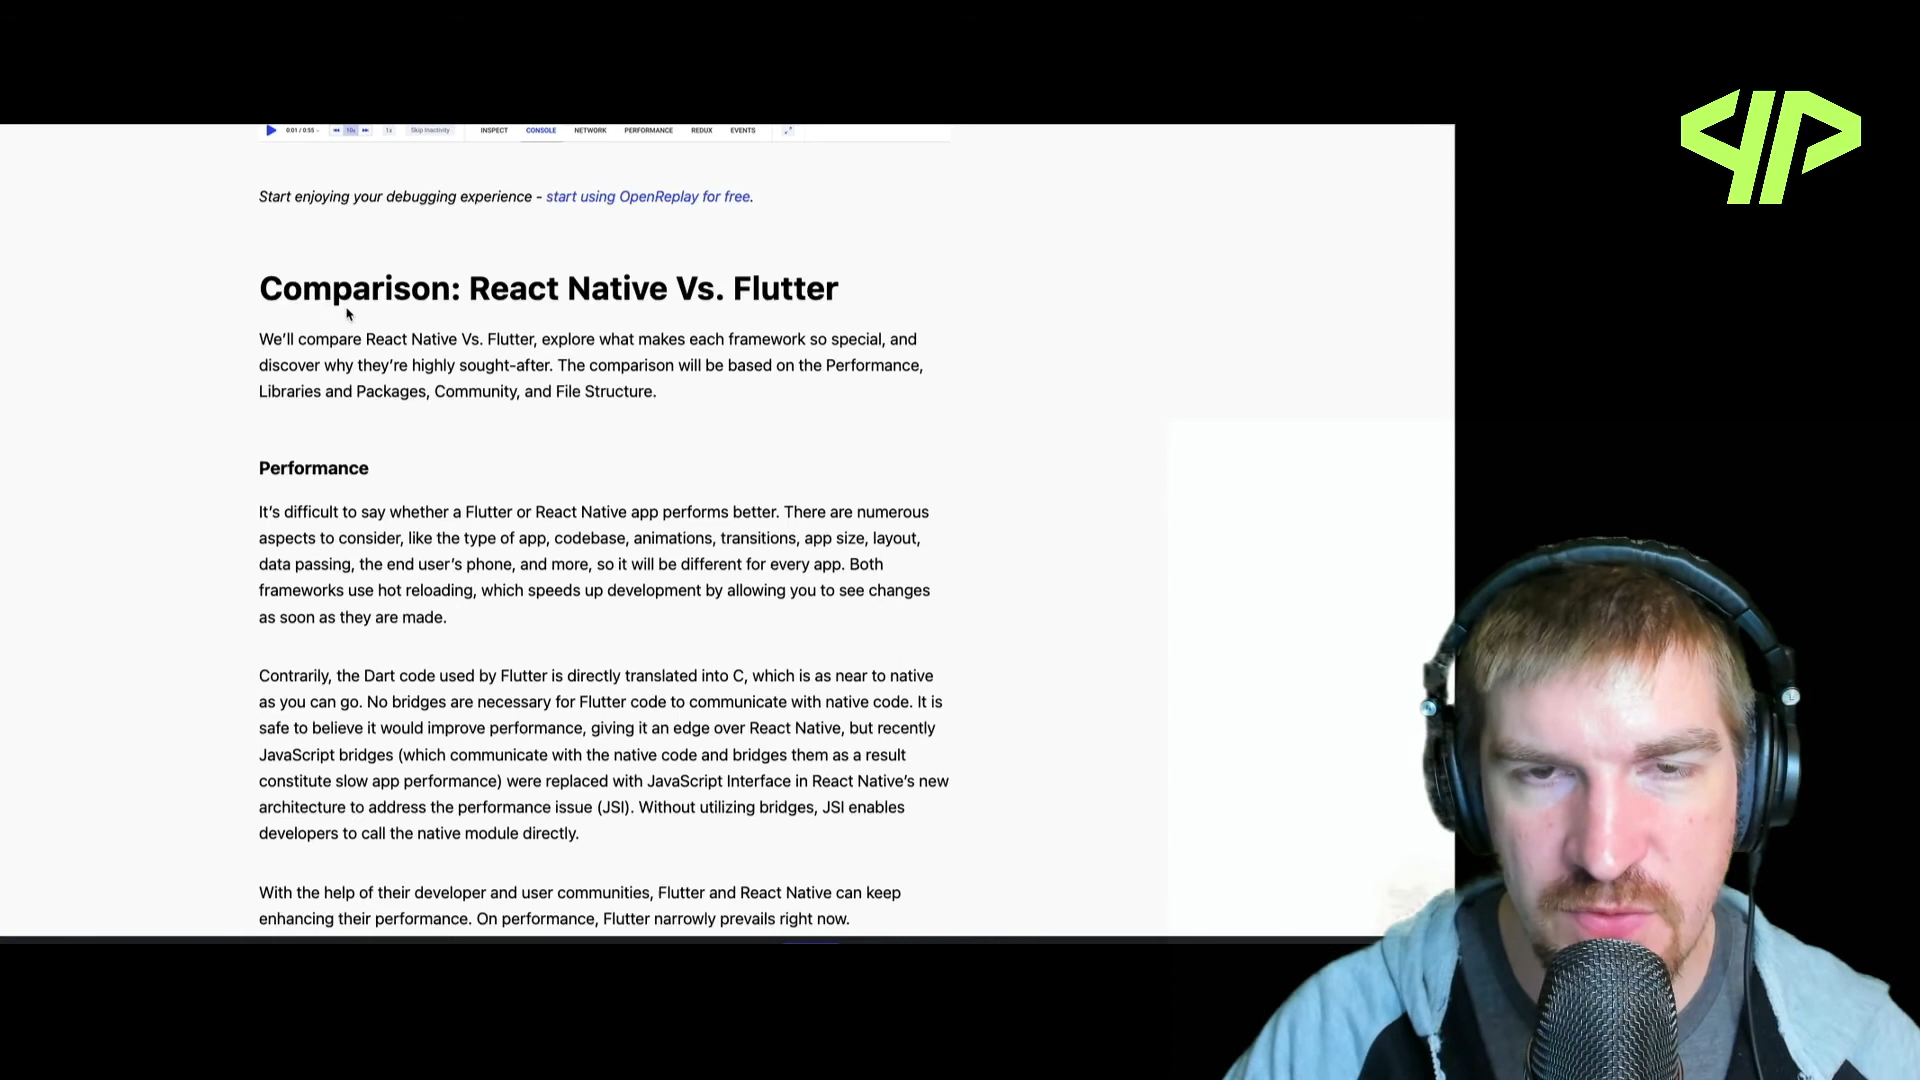 0:01 / 0:55
10x
1x
Skip Inactivity
INSPECT
CONSOLE
NETWORK
PERFORMANCE
REDUX
EVENTS
Start enjoying your debugging experience - start using OpenReplay for free.
Comparison: React Native Vs. Flutter
We’ll compare React Native Vs. Flutter, explore what makes each framework so special, and
discover why they’re highly sought-after. The comparison will be based on the Performance,
Libraries and Packages, Community, and File Structure.
Performance
It’s difficult to say whether a Flutter or React Native app performs better. There are numerous
aspects to consider, like the type of app, codebase, animations, transitions, app size, layout,
data passing, the end user’s phone, and more, so it will be different for every app. Both
frameworks use hot reloading, which speeds up development by allowing you to see changes
as soon as they are made.
Contrarily, the Dart code used by Flutter is directly translated into C, which is as near to native
as you can go. No bridges are necessary for Flutter code to communicate with native code. It is
safe to believe it would improve performance, giving it an edge over React Native, but recently
JavaScript bridges (which communicate with the native code and bridges them as a result
constitute slow app performance) were replaced with JavaScript Interface in React Native’s new
architecture to address the performance issue (JSI). Without utilizing bridges, JSI enables
developers to call the native module directly.
With the help of their developer and user communities, Flutter and React Native can keep
enhancing their performance. On performance, Flutter narrowly prevails right now.